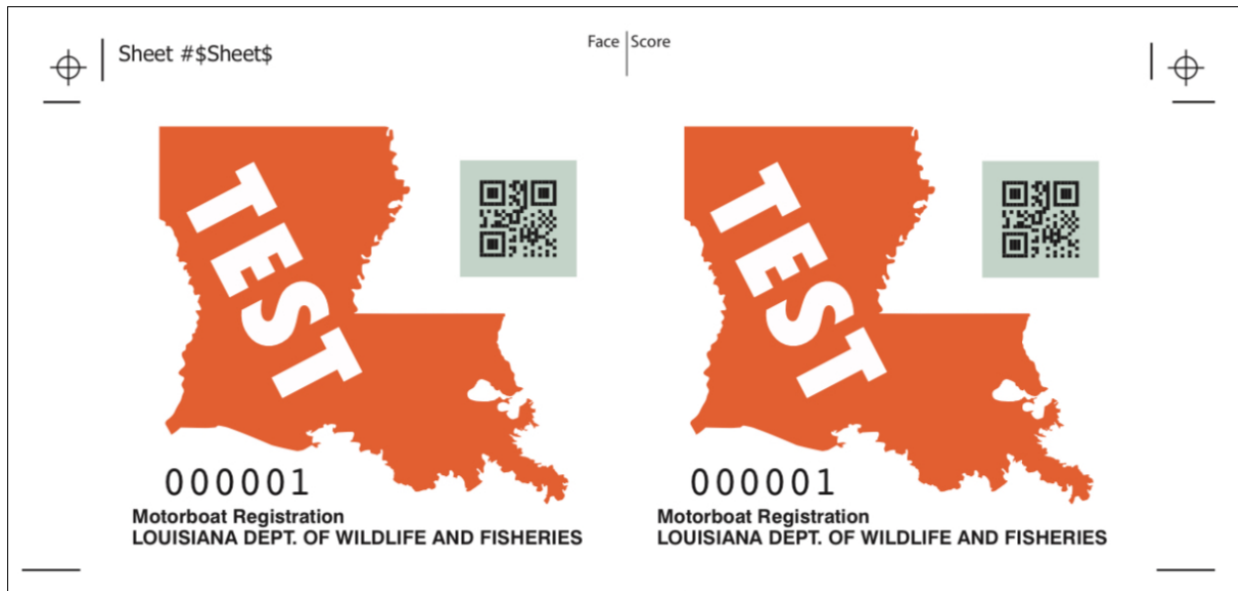 Sheet #$Sheet$
Face Score
TEST
TEST
000001
Motorboat Registration
LOUISIANA DEPT. OF WILDLIFE AND FISHERIES
000001
Motorboat Registration
LOUISIANA DEPT. OF WILDLIFE AND FISHERIES